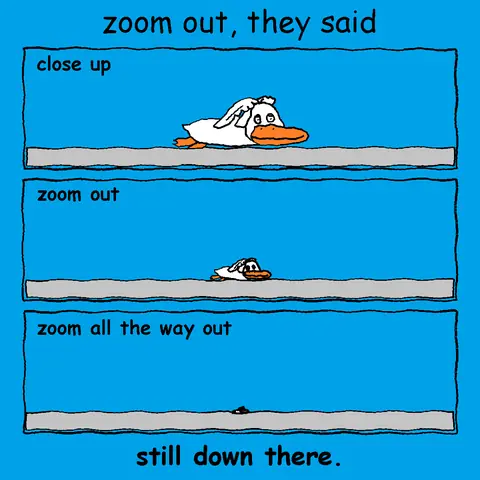 zoom out, they said
close up
zoom out
zoom all the way out
still down there.